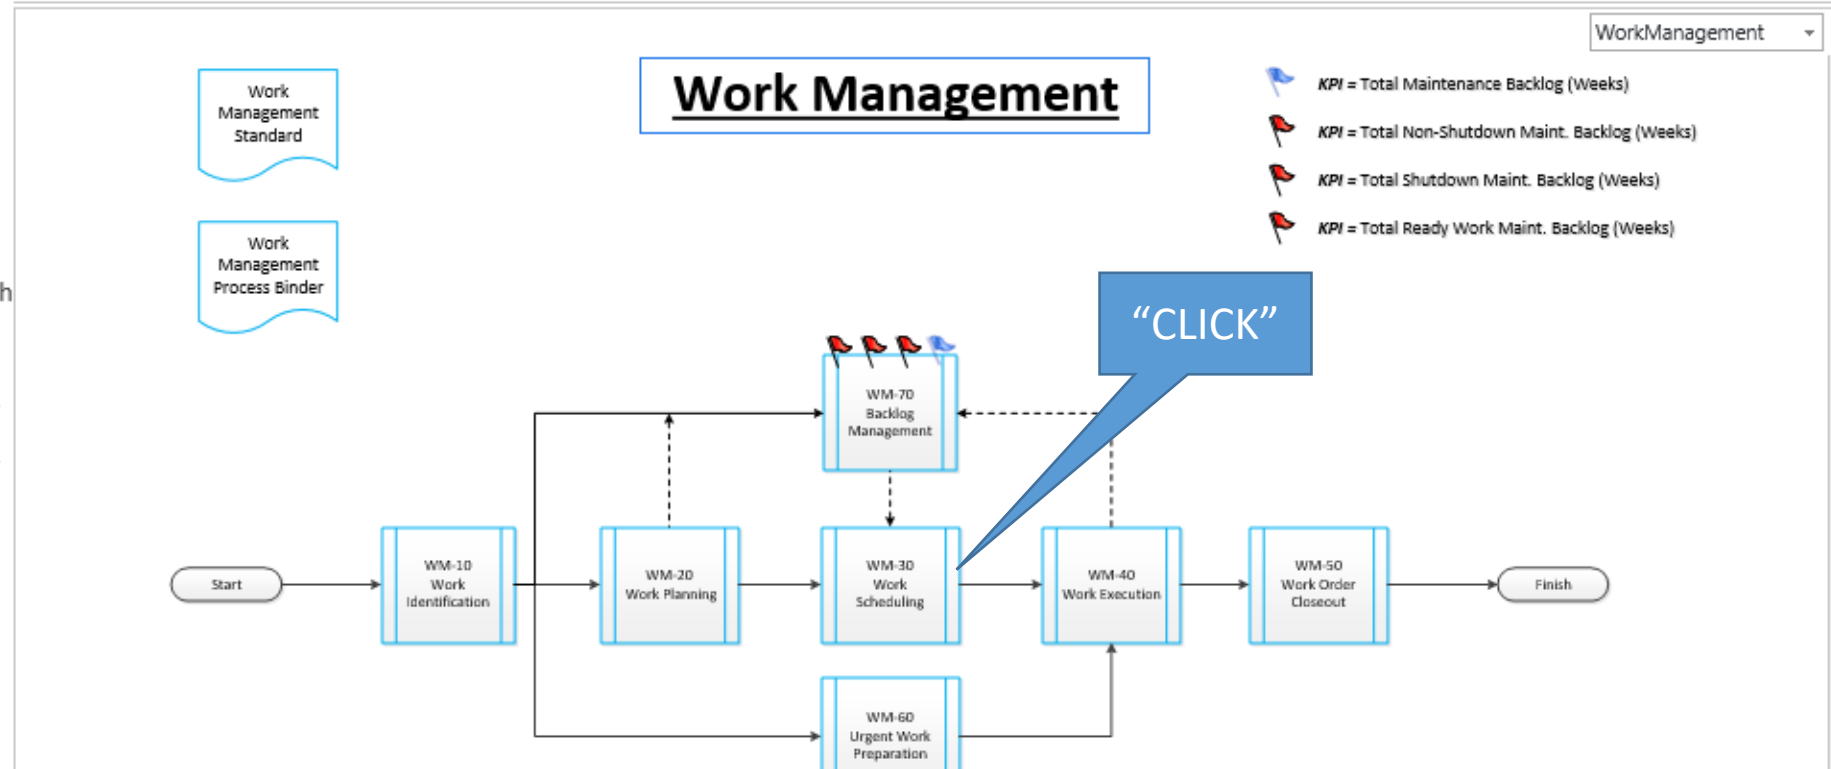 WorkManagement
Work
Management
Standard
Work Management
KPI = Total Maintenance Backlog (Weeks)
KPI = Total Non-Shutdown Maint. Backlog (Weeks)
KPI = Total Shutdown Maint. Backlog (Weeks)
KPI = Total Ready Work Maint. Backlog (Weeks)
Work
Management
Process Binder
h
“CLICK”
WM-70
Backlog
Management
Start
WM-10
Work
Identification
WM-20
Work Planning
WM-30
Work
Scheduling
WM-40
Work Execution
WM-50
Work Order
Closeout
Finish
WM-60
Urgent Work
Preparation